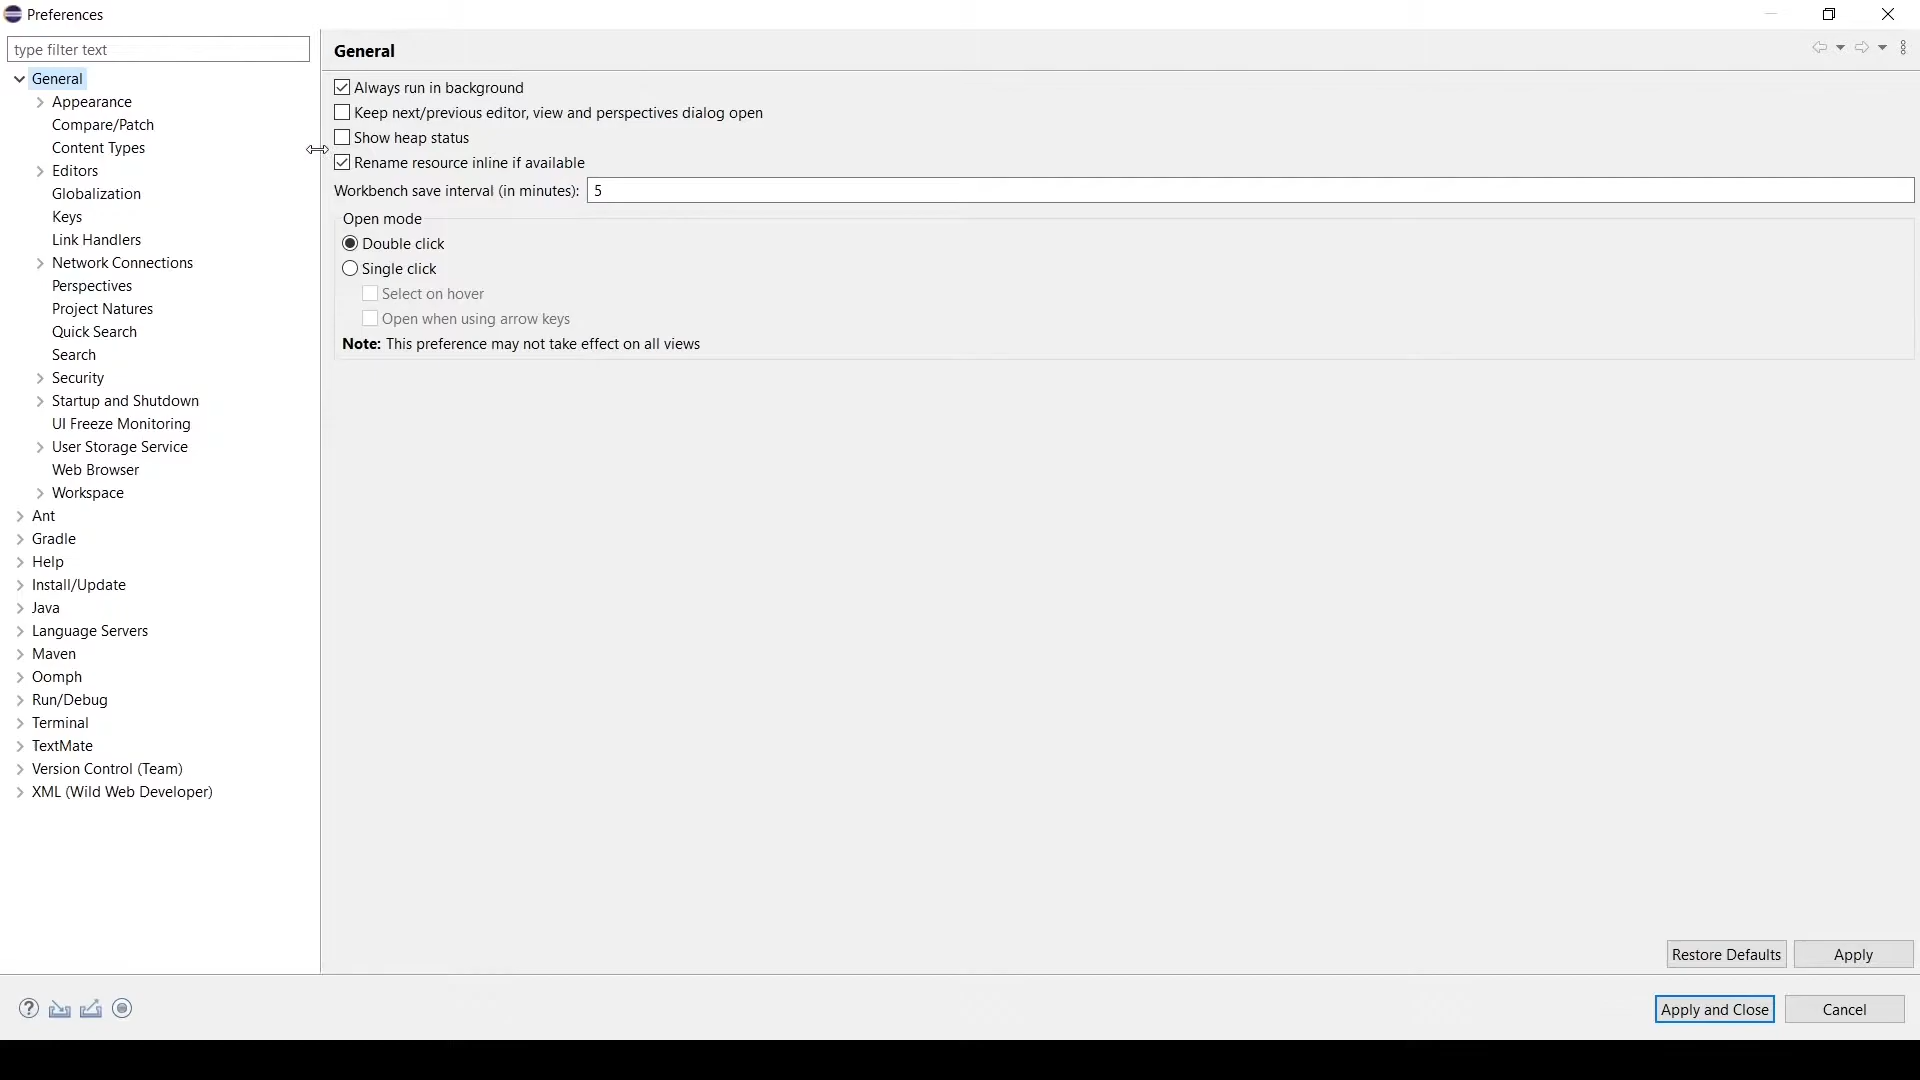 Preferences
type filter text
General
Appearance
Compare/Patch
Content Types
Editors
Globalization
Keys
Link Handlers
Network Connections
Perspectives
Project Natures
Quick Search
Search
Security
Startup and Shutdown
UI Freeze Monitoring
User Storage Service
Web Browser
Workspace
Ant
Gradle
Help
Install/Update
Java
Language Servers
Maven
Oomph
Run/Debug
Terminal
TextMate
Version Control (Team)
XML (Wild Web Developer)
General
Always run in background
Keep next/previous editor, view and perspectives dialog open
Show heap status
Rename resource inline if available
Workbench save interval (in minutes): 5
Open mode
Double click
Single click
Select on hover
Open when using arrow keys
Note: This preference may not take effect on all views
Restore Defaults Apply
Apply and Close Cancel